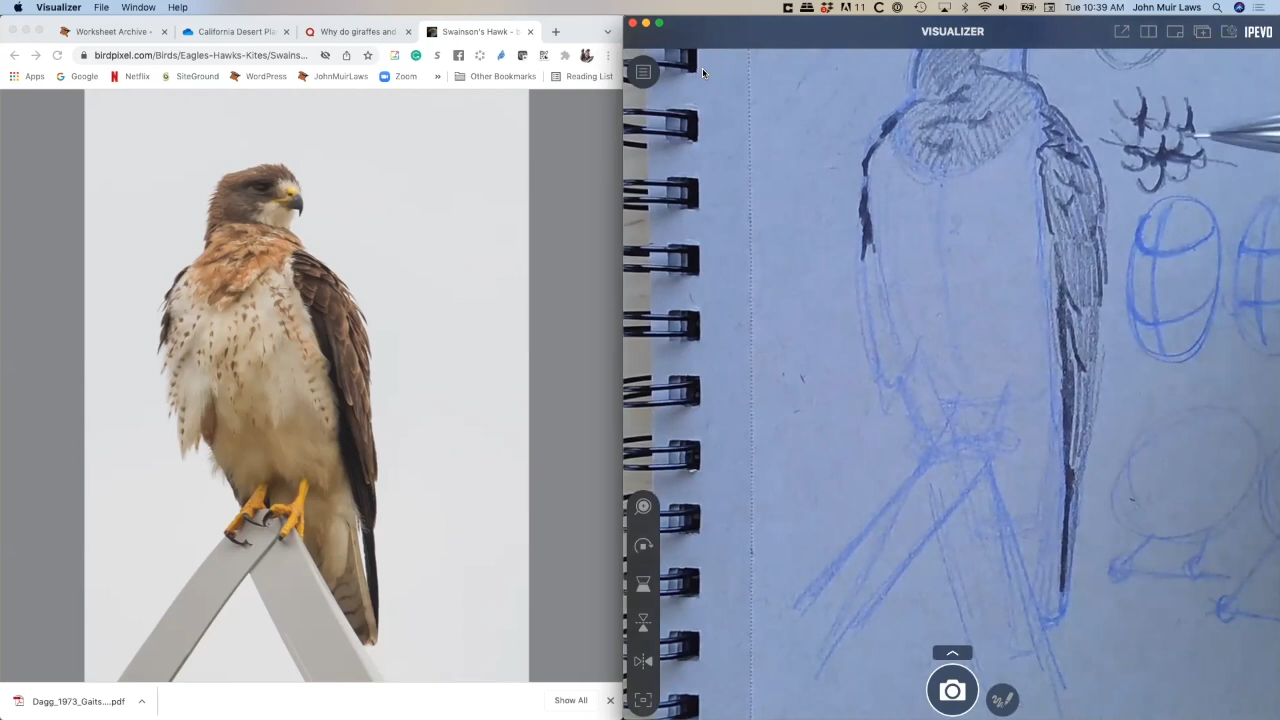 Visualizer File Window Help
11
Tue 10:39 AM John Muir Laws
Worksheet Archive -
California Desert Pla
Why do giraffes and
Swainson's Hawk - b
VISUALIZER
IPEVO
birdpixel.com/Birds/Eagles-Hawks-Kites/Swains...
Apps Google Netflix SiteGround WordPress JohnMuirLaws Zoom » Other Bookmarks Reading List
Dagg_1973_Gaits....pdf
Show All